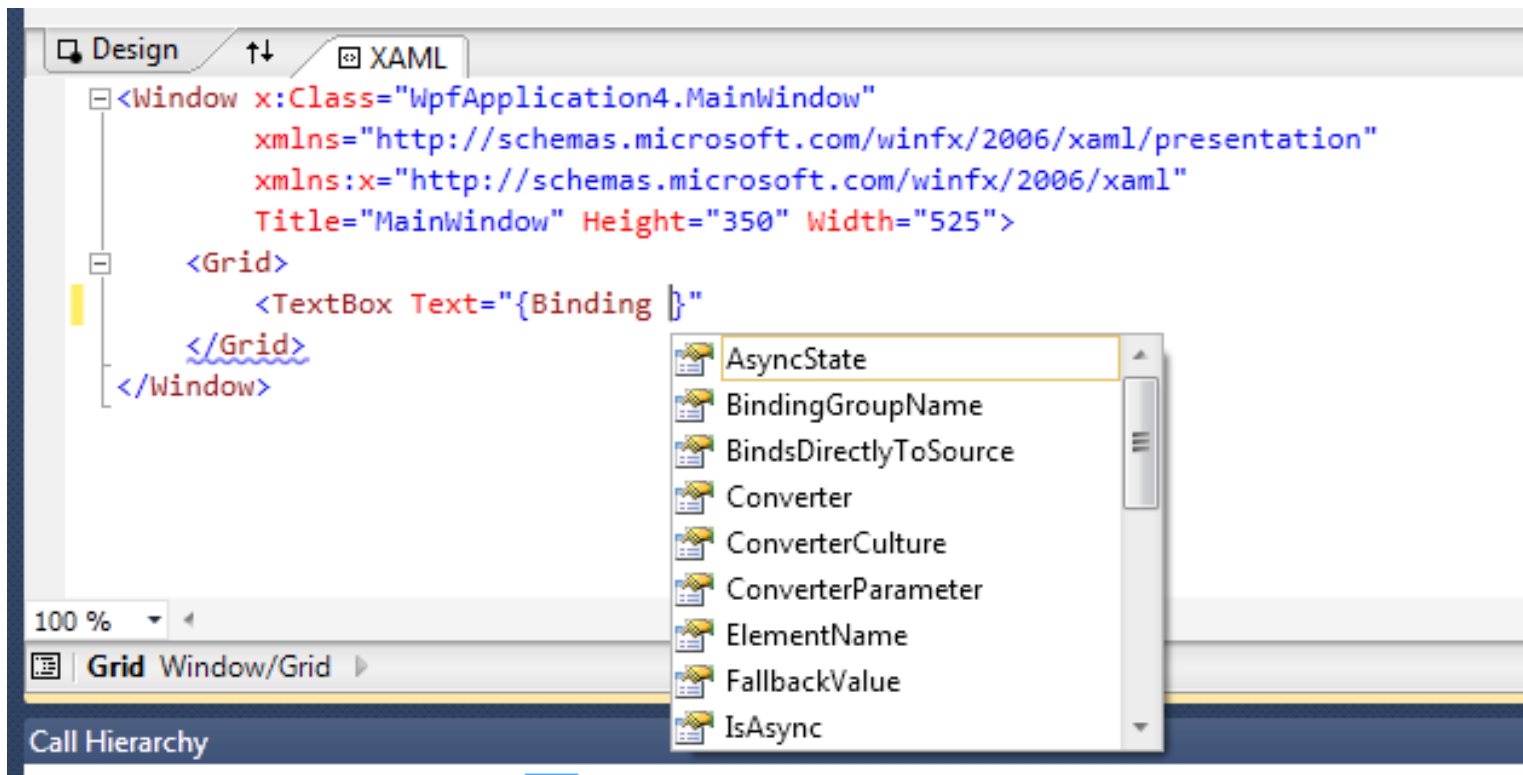 Design XAML
<Window x:Class="WpfApplication4.MainWindow"
xmlns="http://schemas.microsoft.com/winfx/2006/xaml/presentation"
xmlns:x="http://schemas.microsoft.com/winfx/2006/xaml"
Title="MainWindow" Height="350" Width="525">
<Grid>
<TextBox Text="{Binding }"
</Grid>
</Window>
AsyncState
BindingGroupName
BindsDirectlyToSource
Converter
ConverterCulture
ConverterParameter
ElementName
FallbackValue
IsAsync
100 %
Grid Window/Grid
Call Hierarchy